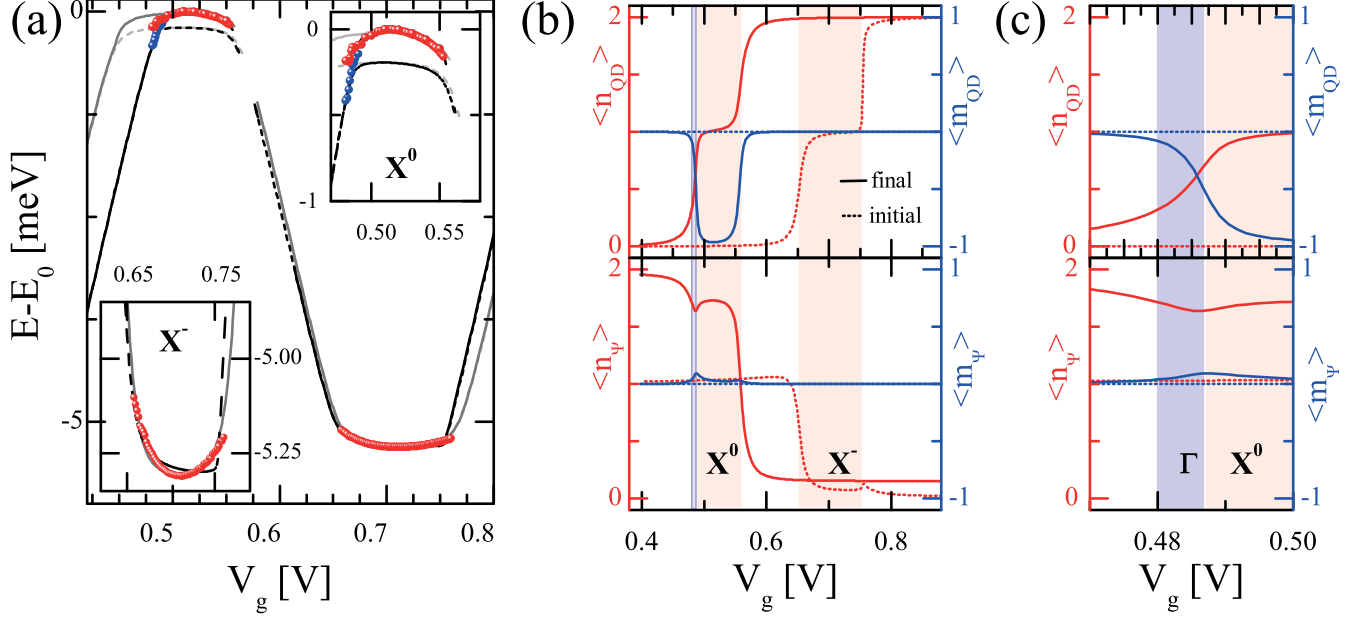 (a)
E-E0 [meV]
0
-5
0.5
0.6
0.7
0.8
Vg [V]
0
-1
X0
0.50
0.55
0.65
0.75
X-
-5.00
-5.25
(b)
<nQD>
2
0
1
-1
<mQD>
final
initial
<nΨ>
2
0
1
-1
<mΨ>
X0
X-
0.4
0.6
0.8
Vg [V]
(c)
<nQD>
2
0
1
-1
<mQD>
<nΨ>
2
0
1
-1
<mΨ>
Γ
X0
0.48
0.50
Vg [V]